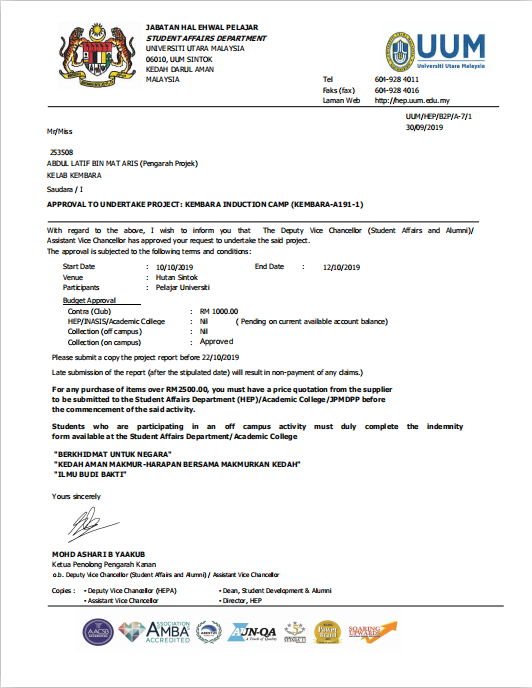 JABATAN HAL EHWAL PELAJAR
STUDENT AFFAIRS DEPARTMENT
UNIVERSITI UTARA MALAYSIA
06010, UUM SINTOK
KEDAH DARUL AMAN
MALAYSIA
UUM
Universiti Utara Malaysia
Tel 604-928 4011
Faks (fax) 604-928 4016
Laman Web http://hep.uum.edu.my
UUM/HEP/B2P/A-7/1
30/09/2019
Mr/Miss
253508
ABDUL LATIF BIN MAT ARIS (Pengarah Projek)
KELAB KEMBARA
Saudara / I
APPROVAL TO UNDERTAKE PROJECT: KEMBARA INDUCTION CAMP (KEMBARA-A191-1)
With regard to the above, I wish to inform you that The Deputy Vice Chancellor (Student Affairs and Alumni)/
Assistant Vice Chancellor has approved your request to undertake the said project.
The approval is subjected to the following terms and conditions:
Start Date : 10/10/2019 End Date : 12/10/2019
Venue : Hutan Sintok
Participants : Pelajar Universiti
Budget Approval
Contra (Club) : RM 1000.00
HEP/INASIS/Academic College : Nil ( Pending on current available account balance)
Collection (off campus) : Nil
Collection (on campus) : Approved
Please submit a copy the project report before 22/10/2019
Late submission of the report (after the stipulated date) will result in non-payment of any claims.)
For any purchase of items over RM2500.00, you must have a price quotation from the supplier
to be submitted to the Student Affairs Department (HEP)/Academic College/JPMDPP before
the commencement of the said activity.
Students who are participating in an off campus activity must duly complete the indemnity
form available at the Student Affairs Department/Academic College
"BERKHIDMAT UNTUK NEGARA"
"KEDAH AMAN MAKMUR-HARAPAN BERSAMA MAKMURKAN KEDAH"
"ILMU BUDI BAKTI"
Yours sincerely
MOHD ASHARI B YAAKUB
Ketua Penolong Pengarah Kanan
o.b. Deputy Vice Chancellor (Student Affairs and Alumni) / Assistant Vice Chancellor
Copies : • Deputy Vice Chancellor (HEPA) • Dean, Student Development & Alumni
• Assistant Vice Chancellor • Director, HEP
AACSB
ASSOCIATION
AMBA
ACCREDITED
AJN-QA
Power
Brand
SOARING
UPWARDS